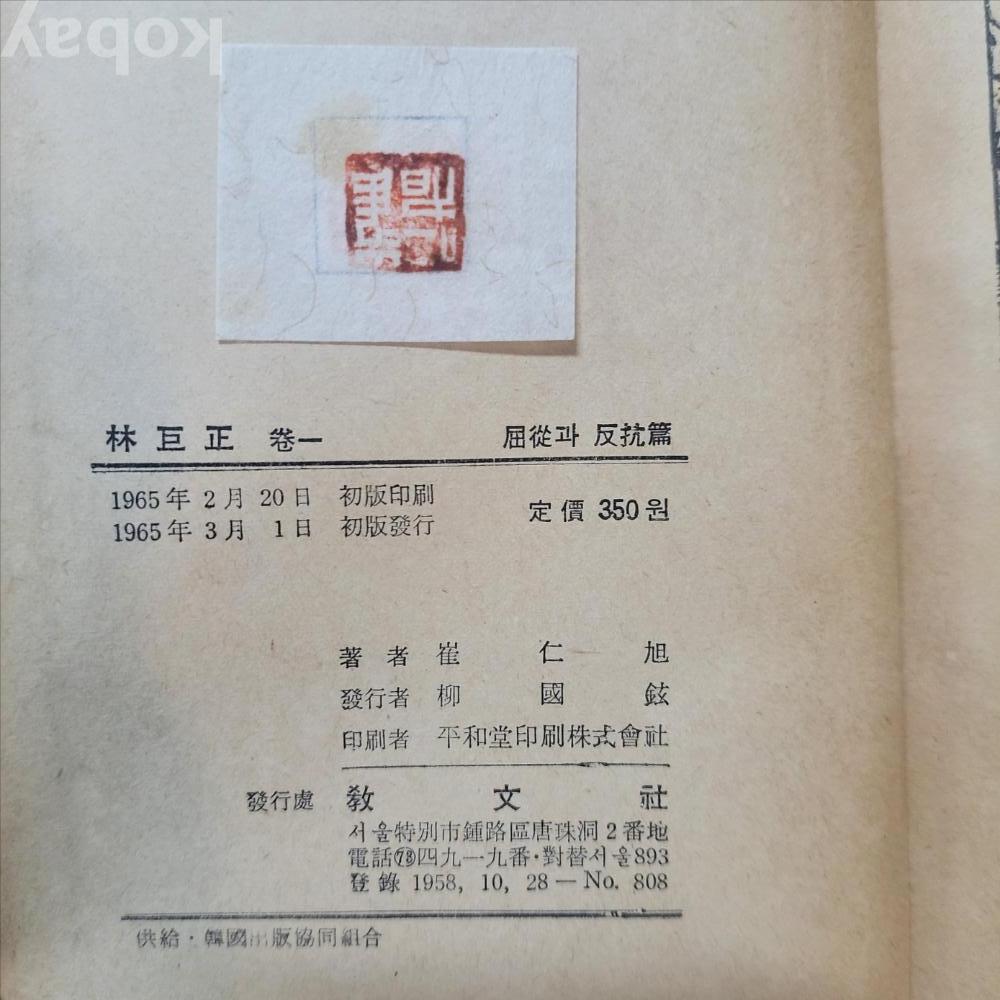 kobay
林巨正 卷一 屈從과 反抗篇
1965年 2月 20日 初版印刷
1965年 3月 1日 初版發行
定價 350원
著者 崔仁旭
發行者 柳國鉉
印刷者 平和堂印刷株式會社
發行處 敎文社
서울特別市鍾路區唐珠洞2番地
電話㉆四九一九番·對替서울893
登錄 1958, 10, 28 — No. 808
供給·韓國出版協同組合